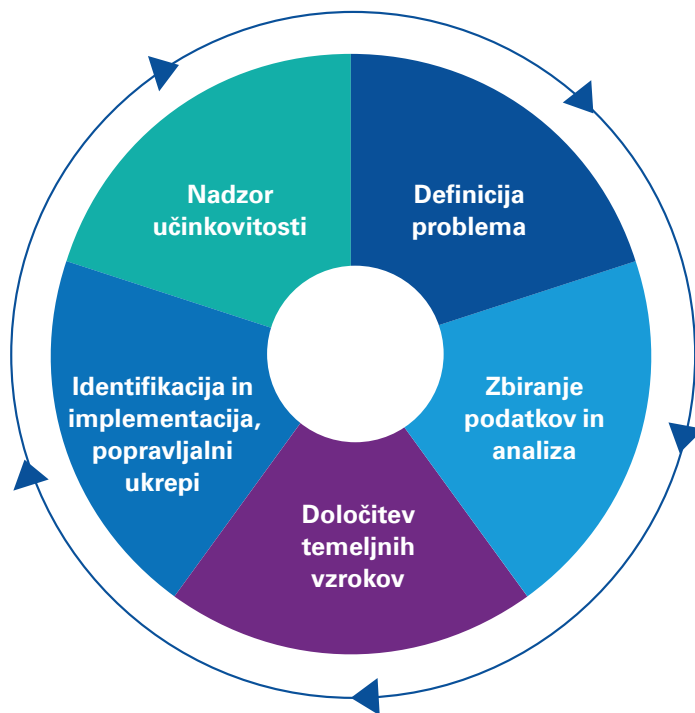 Definicija
problema
Zbiranje
podatkov in
analiza
Določitev
temeljnih
vzrokov
Identifikacija in
implementacija,
popravljalni
ukrepi
Nadzor
učinkovitosti